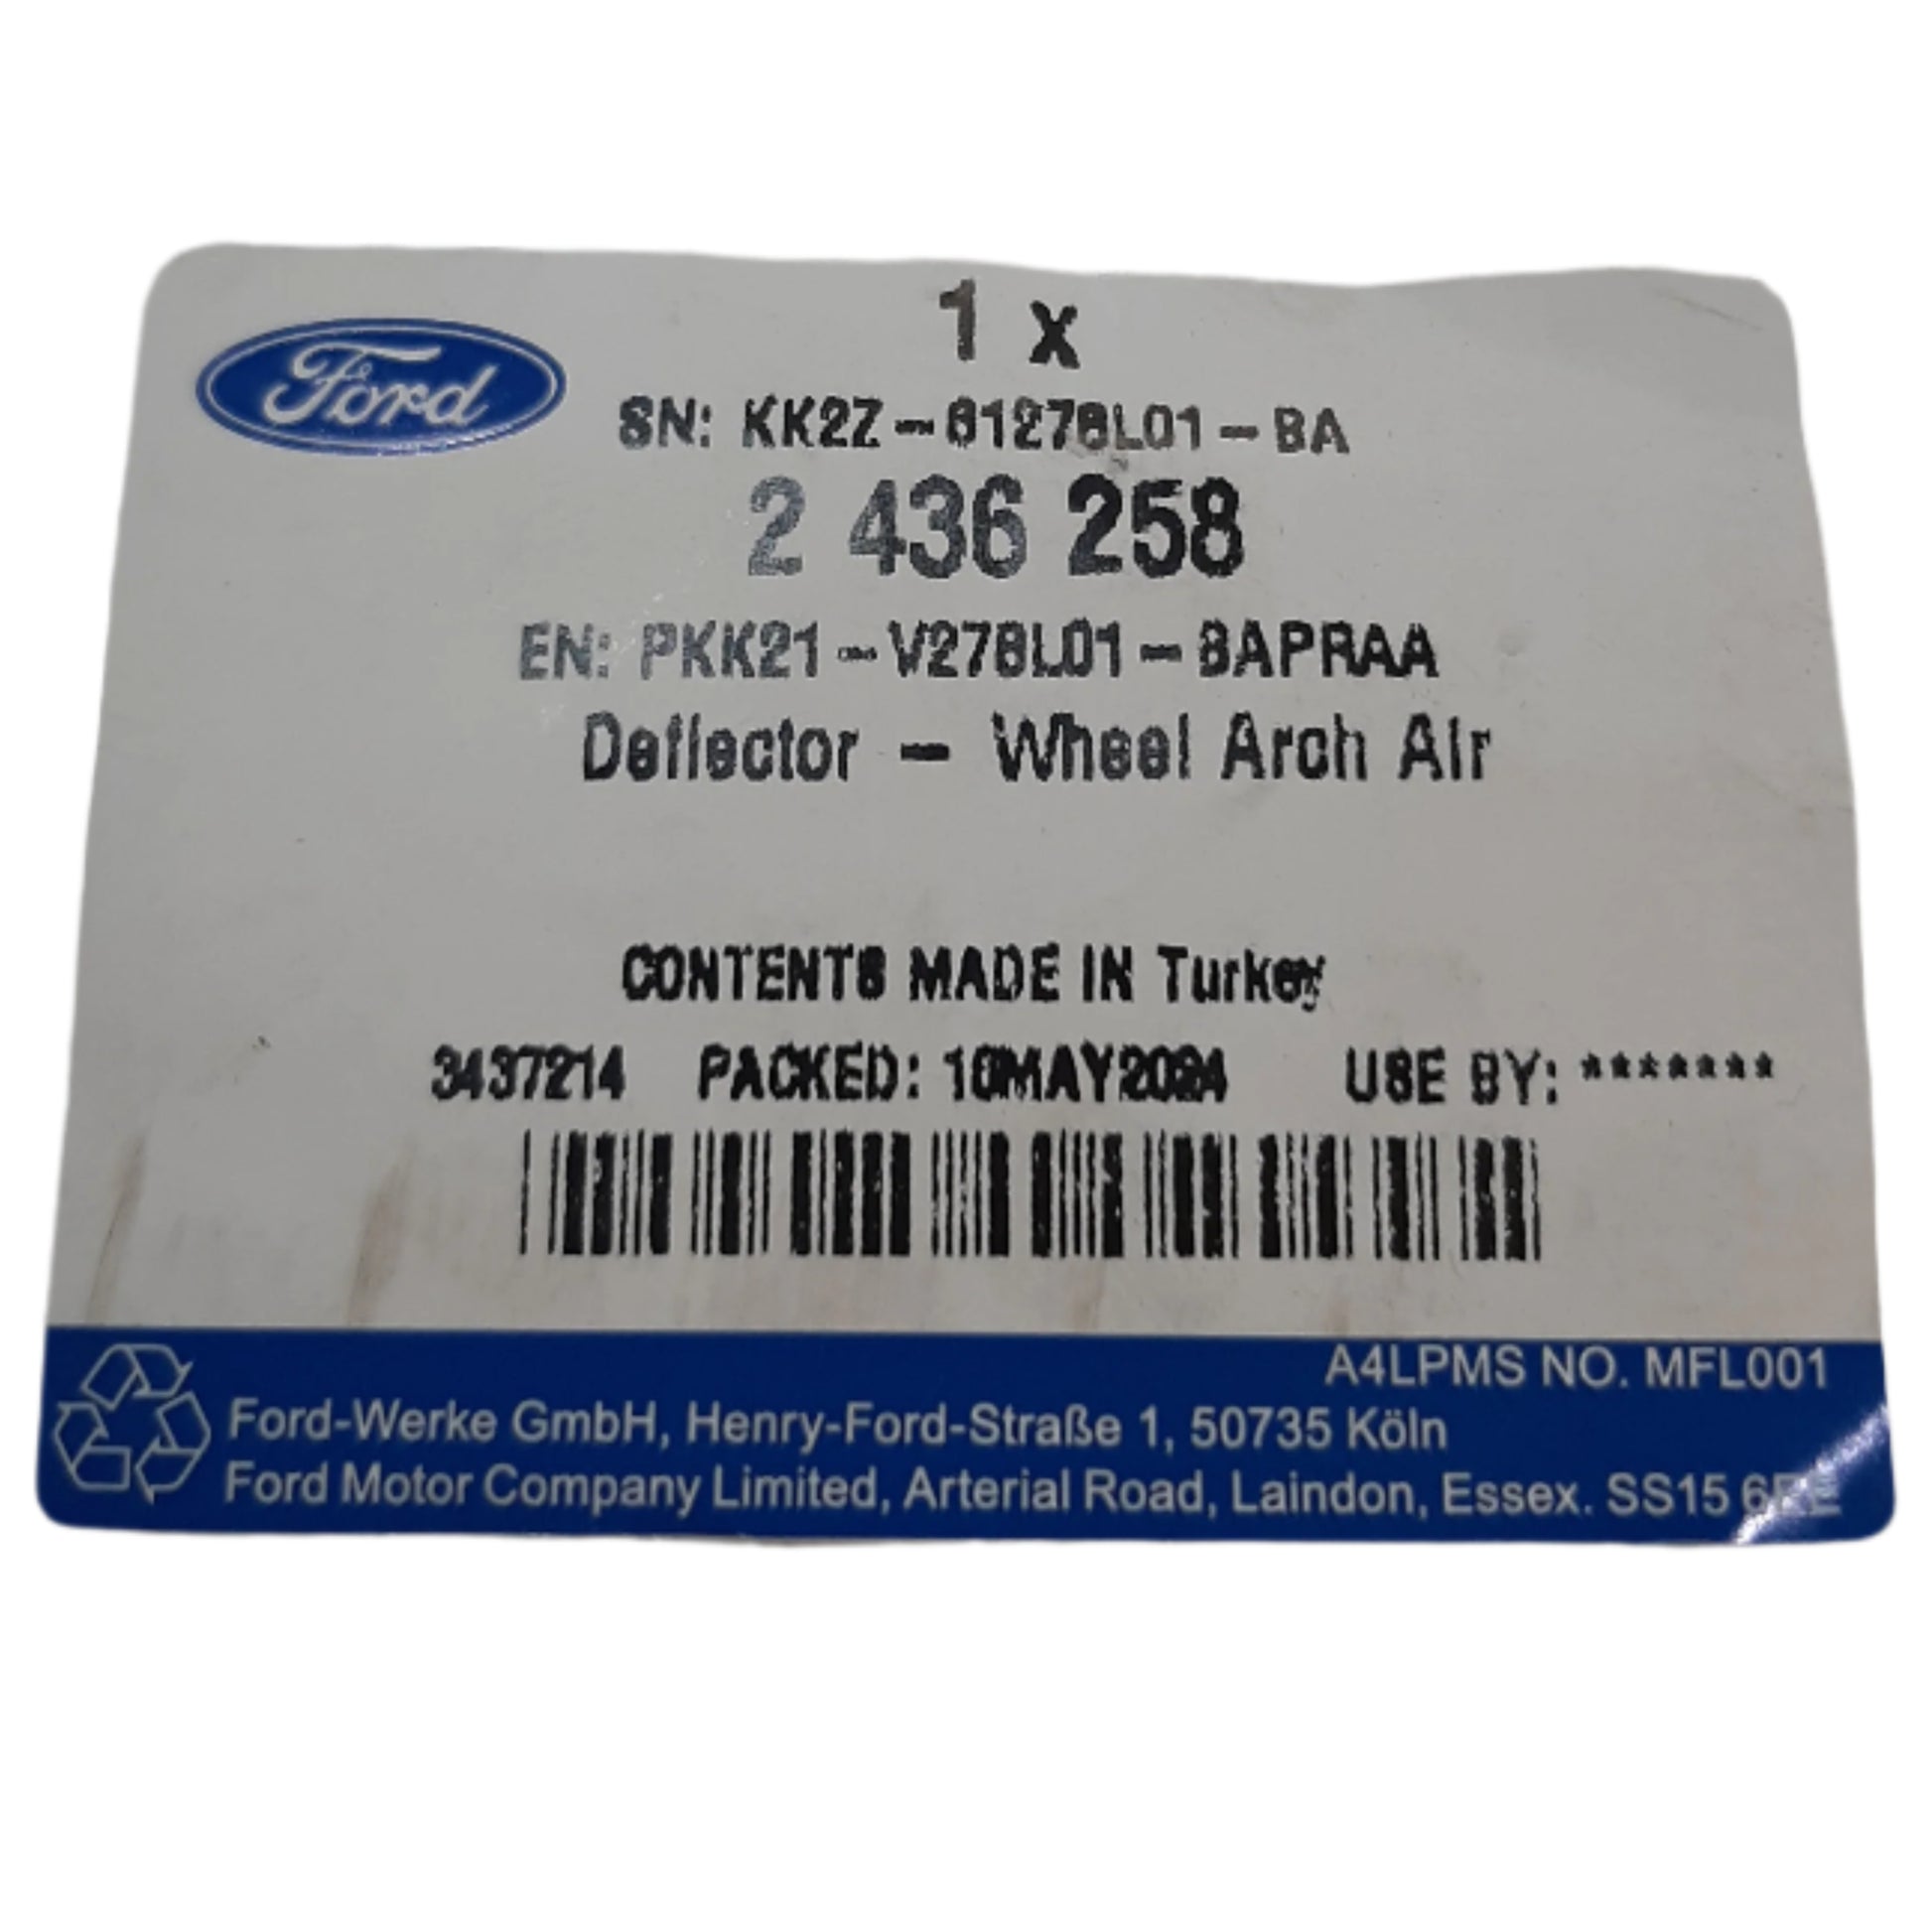 Ford
1 x
SN: KK2Z-61278L01-BA
2 436 258
EN: PKK21-V278L01-BAPRAA
Deflector - Wheel Arch Air
CONTENTS MADE IN Turkey
3437214 PACKED: MAY2024 USE BY: *******
A4LPMS NO. MFL001
Ford-Werke GmbH, Henry-Ford-Straße 1, 50735 Köln
Ford Motor Company Limited, Arterial Road, Laindon, Essex. SS15